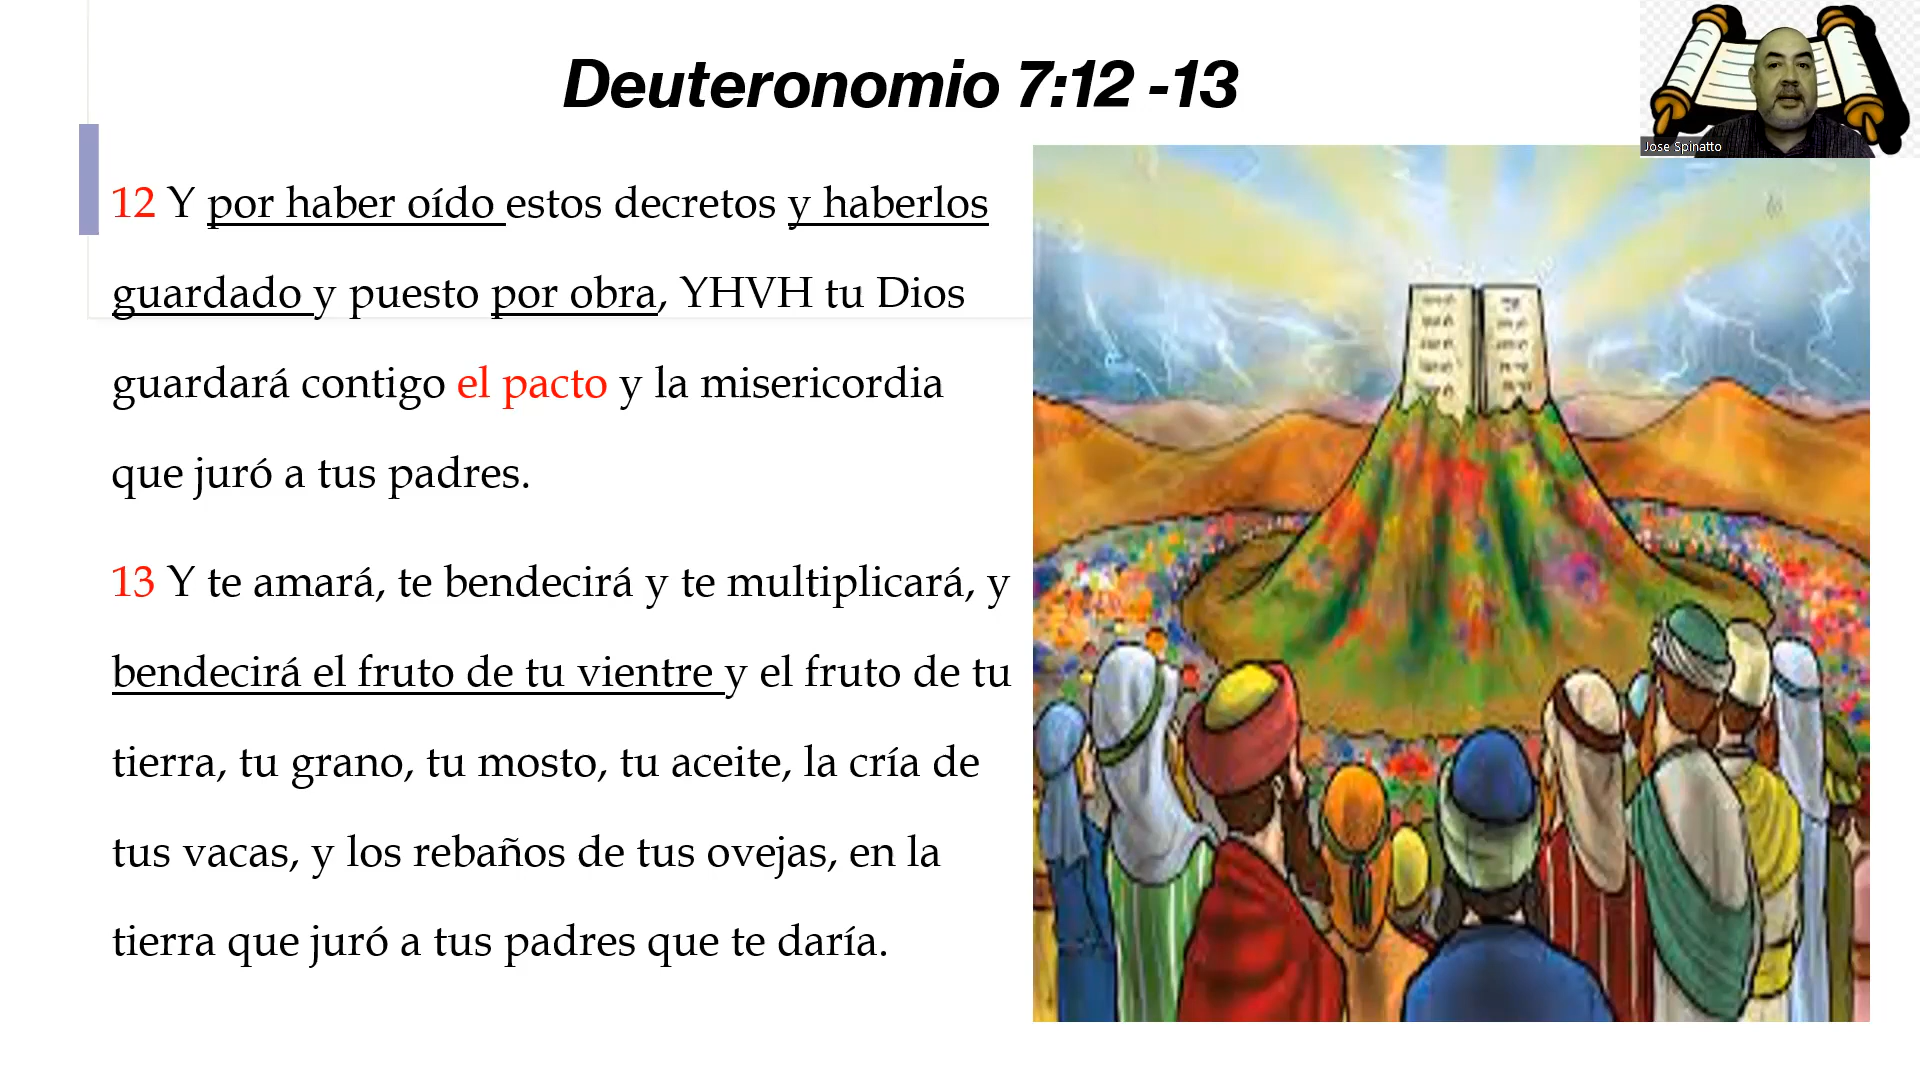 Deuteronomio 7:12 -13
Jose Spinatto
12 Y por haber oído estos decretos y haberlos
guardado y puesto por obra, YHVH tu Dios
guardará contigo el pacto y la misericordia
que juró a tus padres.
13 Y te amará, te bendecirá y te multiplicará, y
bendecirá el fruto de tu vientre y el fruto de tu
tierra, tu grano, tu mosto, tu aceite, la cría de
tus vacas, y los rebaños de tus ovejas, en la
tierra que juró a tus padres que te daría.